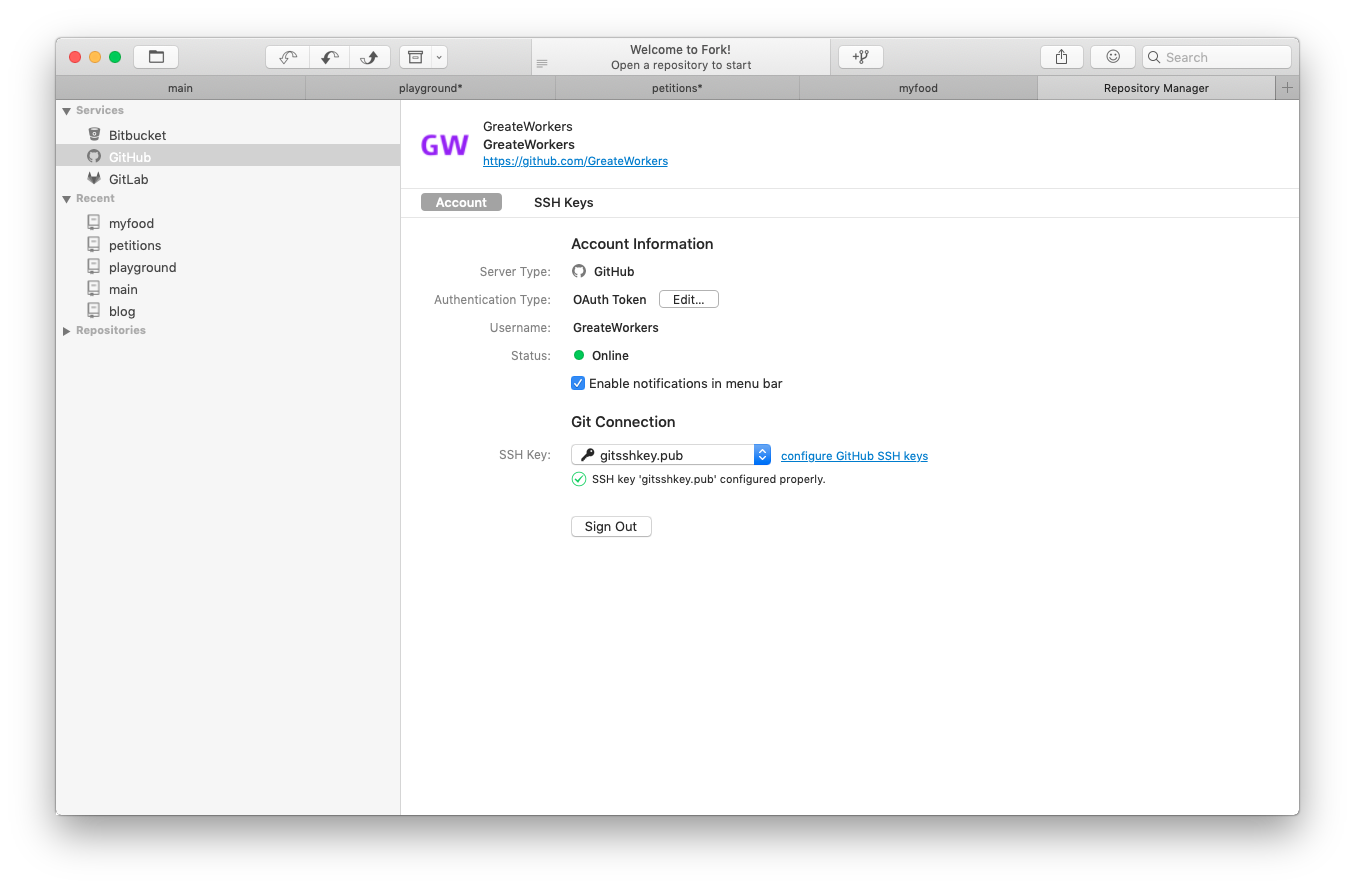 Welcome to Fork!
Open a repository to start
Search
main
playground*
petitions*
myfood
Repository Manager
Services
Bitbucket
GitHub
GitLab
Recent
myfood
petitions
playground
main
blog
Repositories
GW
GreateWorkers
GreateWorkers
https://github.com/GreateWorkers
Account
SSH Keys
Account Information
Server Type: GitHub
Authentication Type: OAuth Token Edit...
Username: GreateWorkers
Status: Online
Enable notifications in menu bar
Git Connection
SSH Key: gitsshkey.pub configure GitHub SSH keys
SSH key 'gitsshkey.pub' configured properly.
Sign Out